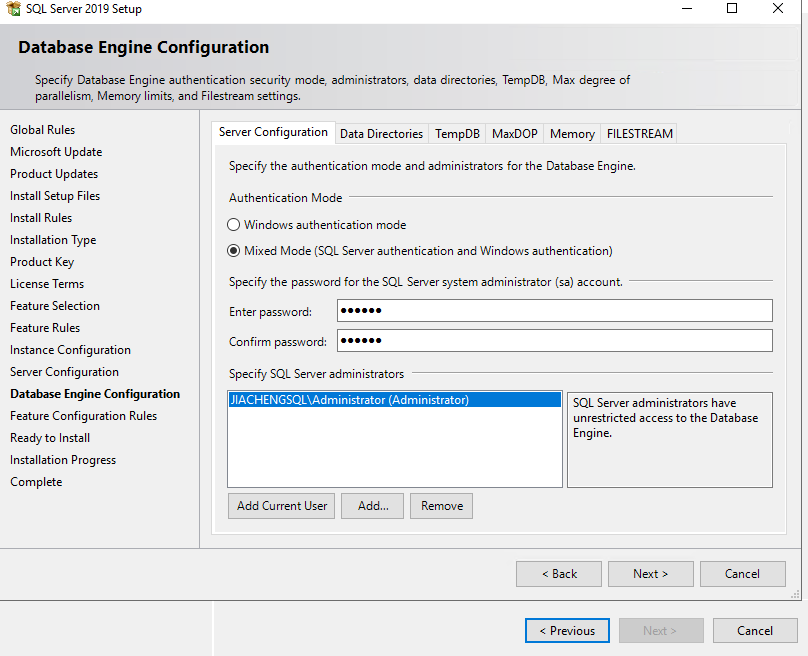 SQL Server 2019 Setup
Database Engine Configuration
Specify Database Engine authentication security mode, administrators, data directories, TempDB, Max degree of
parallelism, Memory limits, and Filestream settings.
Global Rules
Microsoft Update
Product Updates
Install Setup Files
Install Rules
Installation Type
Product Key
License Terms
Feature Selection
Feature Rules
Instance Configuration
Server Configuration
Database Engine Configuration
Feature Configuration Rules
Ready to Install
Installation Progress
Complete
Server Configuration Data Directories TempDB MaxDOP Memory FILESTREAM
Specify the authentication mode and administrators for the Database Engine.
Authentication Mode
Windows authentication mode
Mixed Mode (SQL Server authentication and Windows authentication)
Specify the password for the SQL Server system administrator (sa) account.
Enter password: ●●●●●●
Confirm password: ●●●●●●
Specify SQL Server administrators
JIACHENGSQL\Administrator (Administrator)
SQL Server administrators have
unrestricted access to the Database
Engine.
Add Current User Add... Remove
< Back Next > Cancel
< Previous Next > Cancel